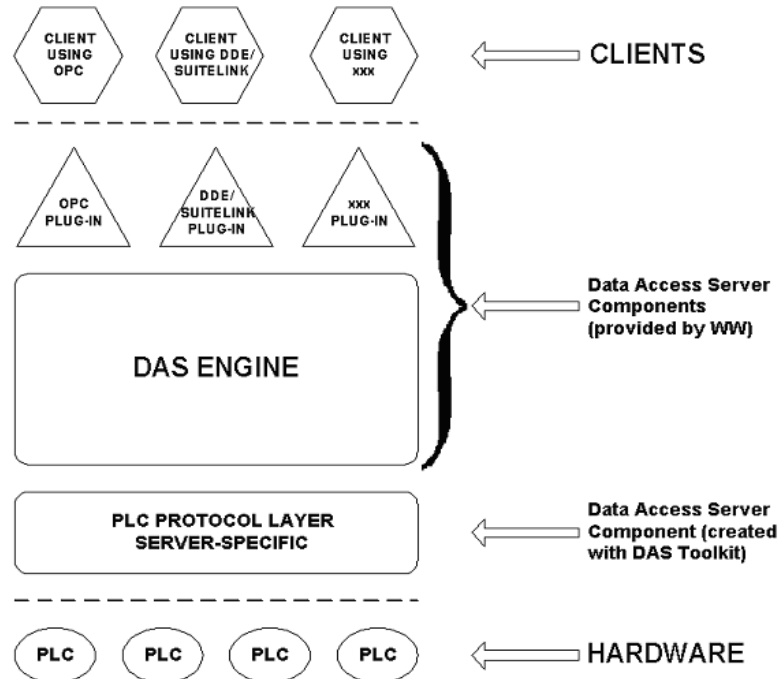 CLIENT
USING
OPC
CLIENT
USING DDE/
SUITELINK
CLIENT
USING
xxx
CLIENTS
OPC
PLUG-IN
DDE/
SUITELINK
PLUG-IN
xxx
PLUG-IN
Data Access Server
Components
(provided by WW)
DAS ENGINE
PLC PROTOCOL LAYER
SERVER-SPECIFIC
Data Access Server
Component (created
with DAS Toolkit)
PLC
PLC
PLC
PLC
HARDWARE